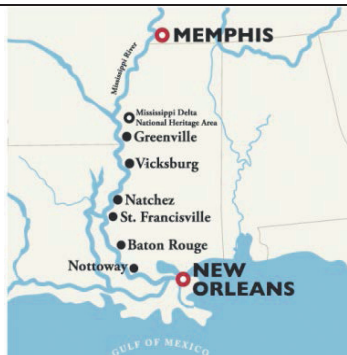 MEMPHIS
Mississippi River
Mississippi Delta
National Heritage Area
Greenville
Vicksburg
Natchez
St. Francisville
Baton Rouge
Nottoway
NEW
ORLEANS
GULF OF MEXICO